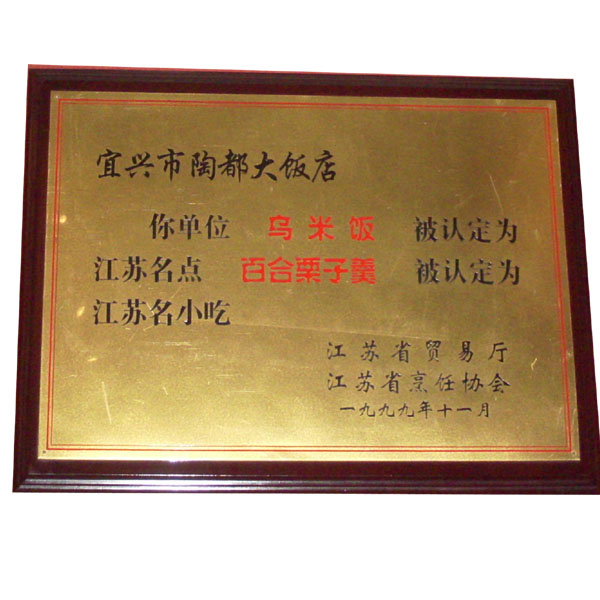 宜兴市陶都大饭店
你单位 乌米饭 被认定为
江苏名点 百合栗子羹 被认定为
江苏名小吃
江苏省贸易厅
江苏省烹饪协会
一九九九年十一月